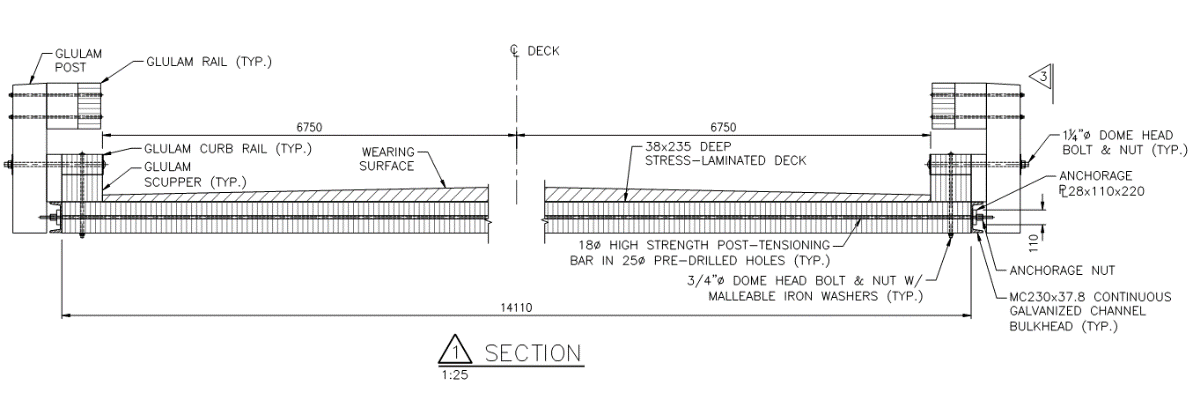 ℄ DECK
GLULAM
POST
GLULAM RAIL (TYP.)
3
6750
6750
1¼"ø DOME HEAD
BOLT & NUT (TYP.)
GLULAM CURB RAIL (TYP.)
WEARING
SURFACE
38x235 DEEP
STRESS-LAMINATED DECK
GLULAM
SCUPPER (TYP.)
ANCHORAGE
⅊28x110x220
18ø HIGH STRENGTH POST-TENSIONING
BAR IN 25ø PRE-DRILLED HOLES (TYP.)
110
3/4"ø DOME HEAD BOLT & NUT W/
MALLEABLE IRON WASHERS (TYP.)
ANCHORAGE NUT
MC230x37.8 CONTINUOUS
GALVANIZED CHANNEL
BULKHEAD (TYP.)
14110
1 SECTION
1:25